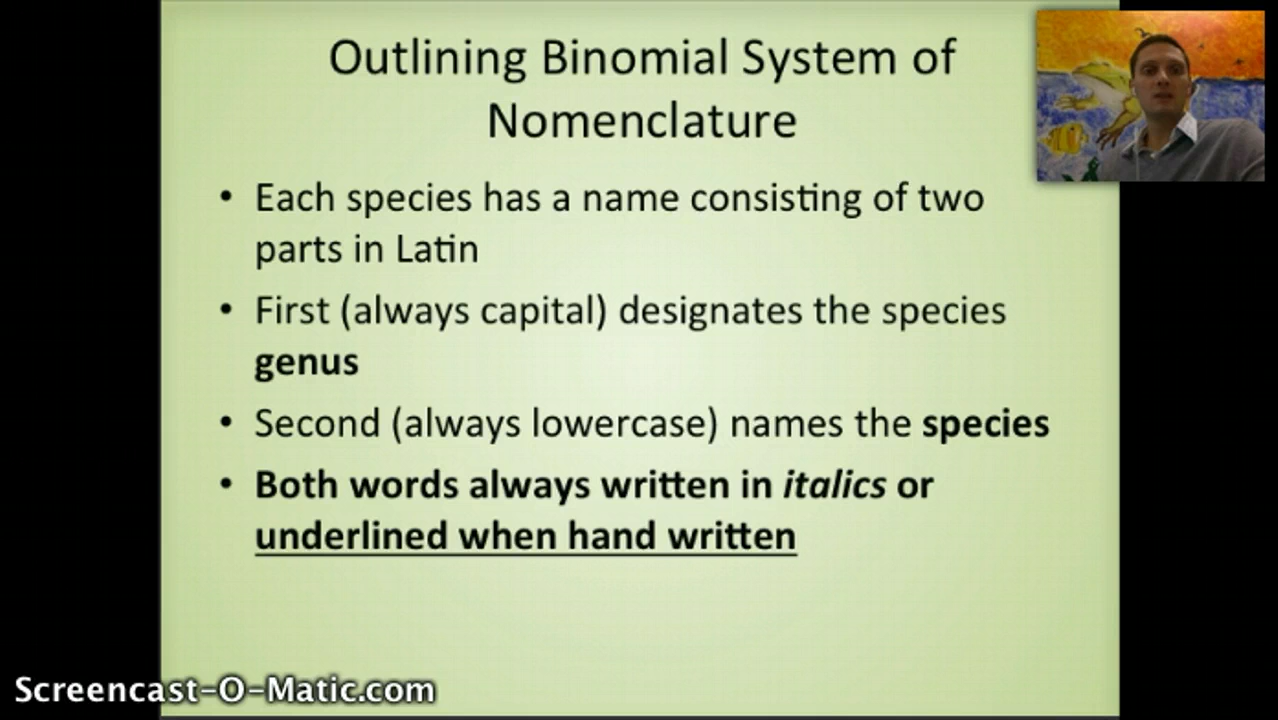 Outlining Binomial System of
Nomenclature
• Each species has a name consisting of two
parts in Latin
• First (always capital) designates the species
genus
• Second (always lowercase) names the species
• Both words always written in italics or
underlined when hand written
Screencast-O-Matic.com